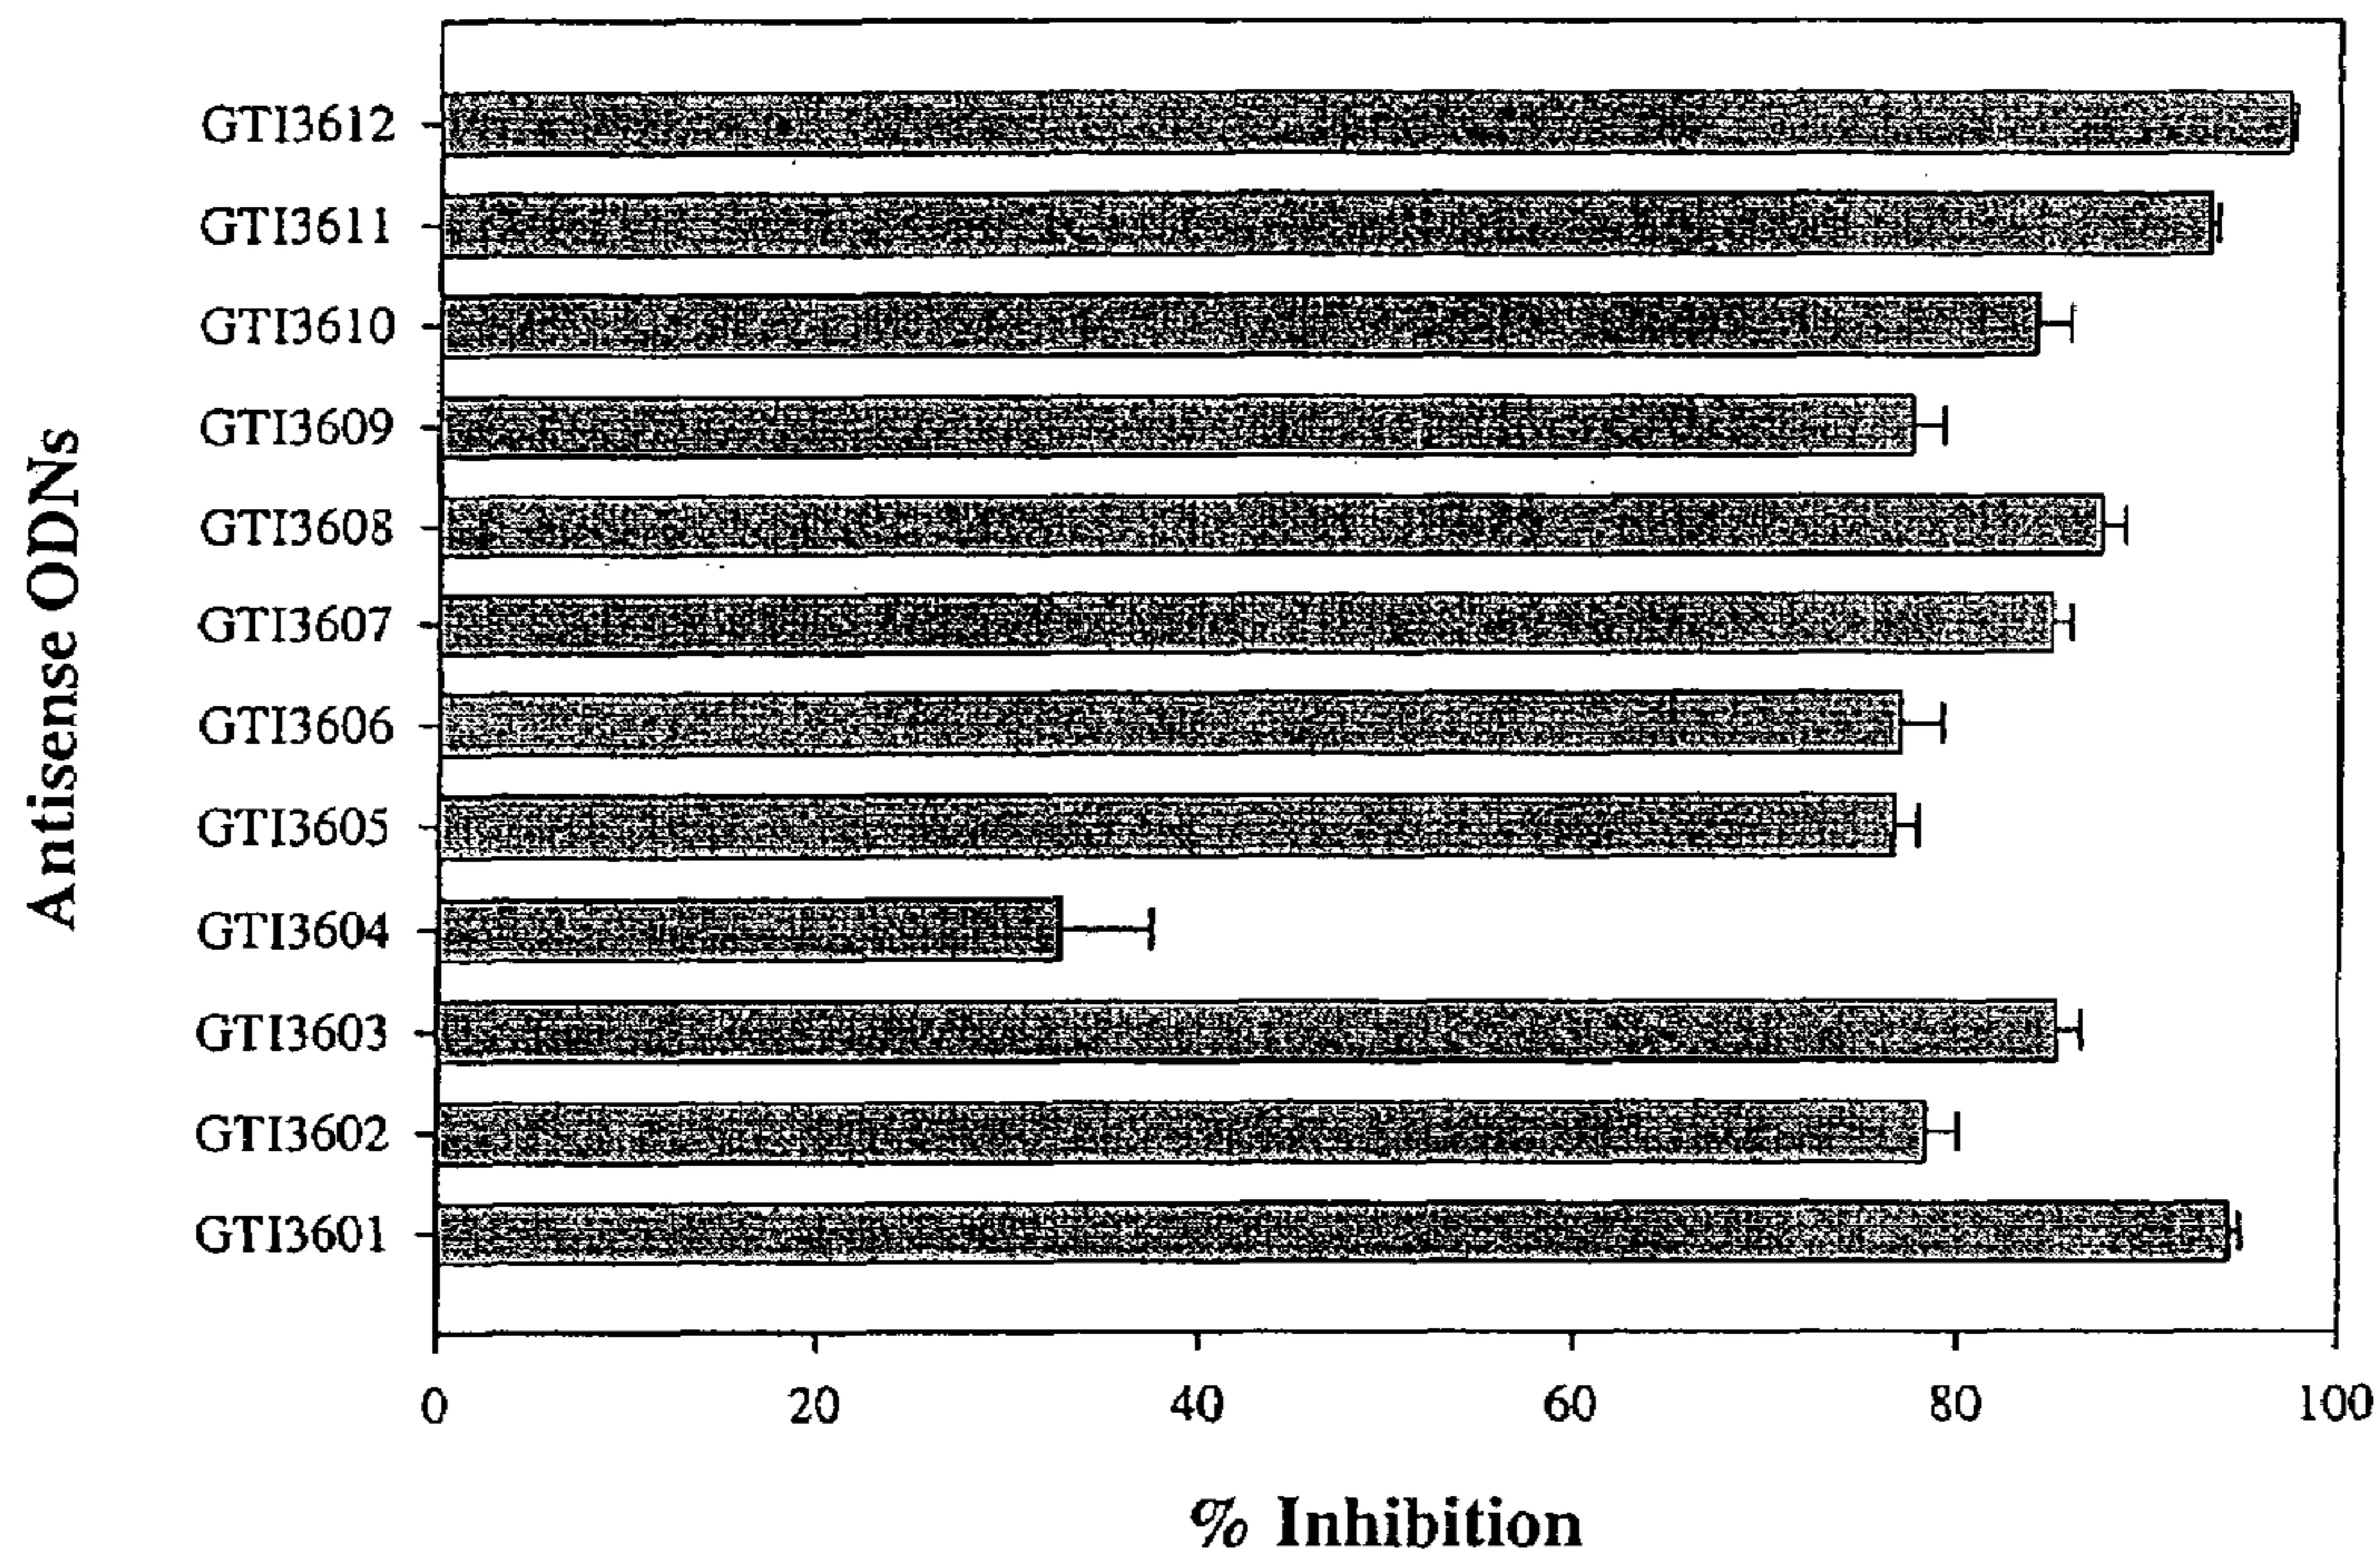 Antisense ODNs
GTI3612
GTI3611
GTI3610
GTI3609
GTI3608
GTI3607
GTI3606
GTI3605
GTI3604
GTI3603
GTI3602
GTI3601
0 20 40 60 80 100
% Inhibition